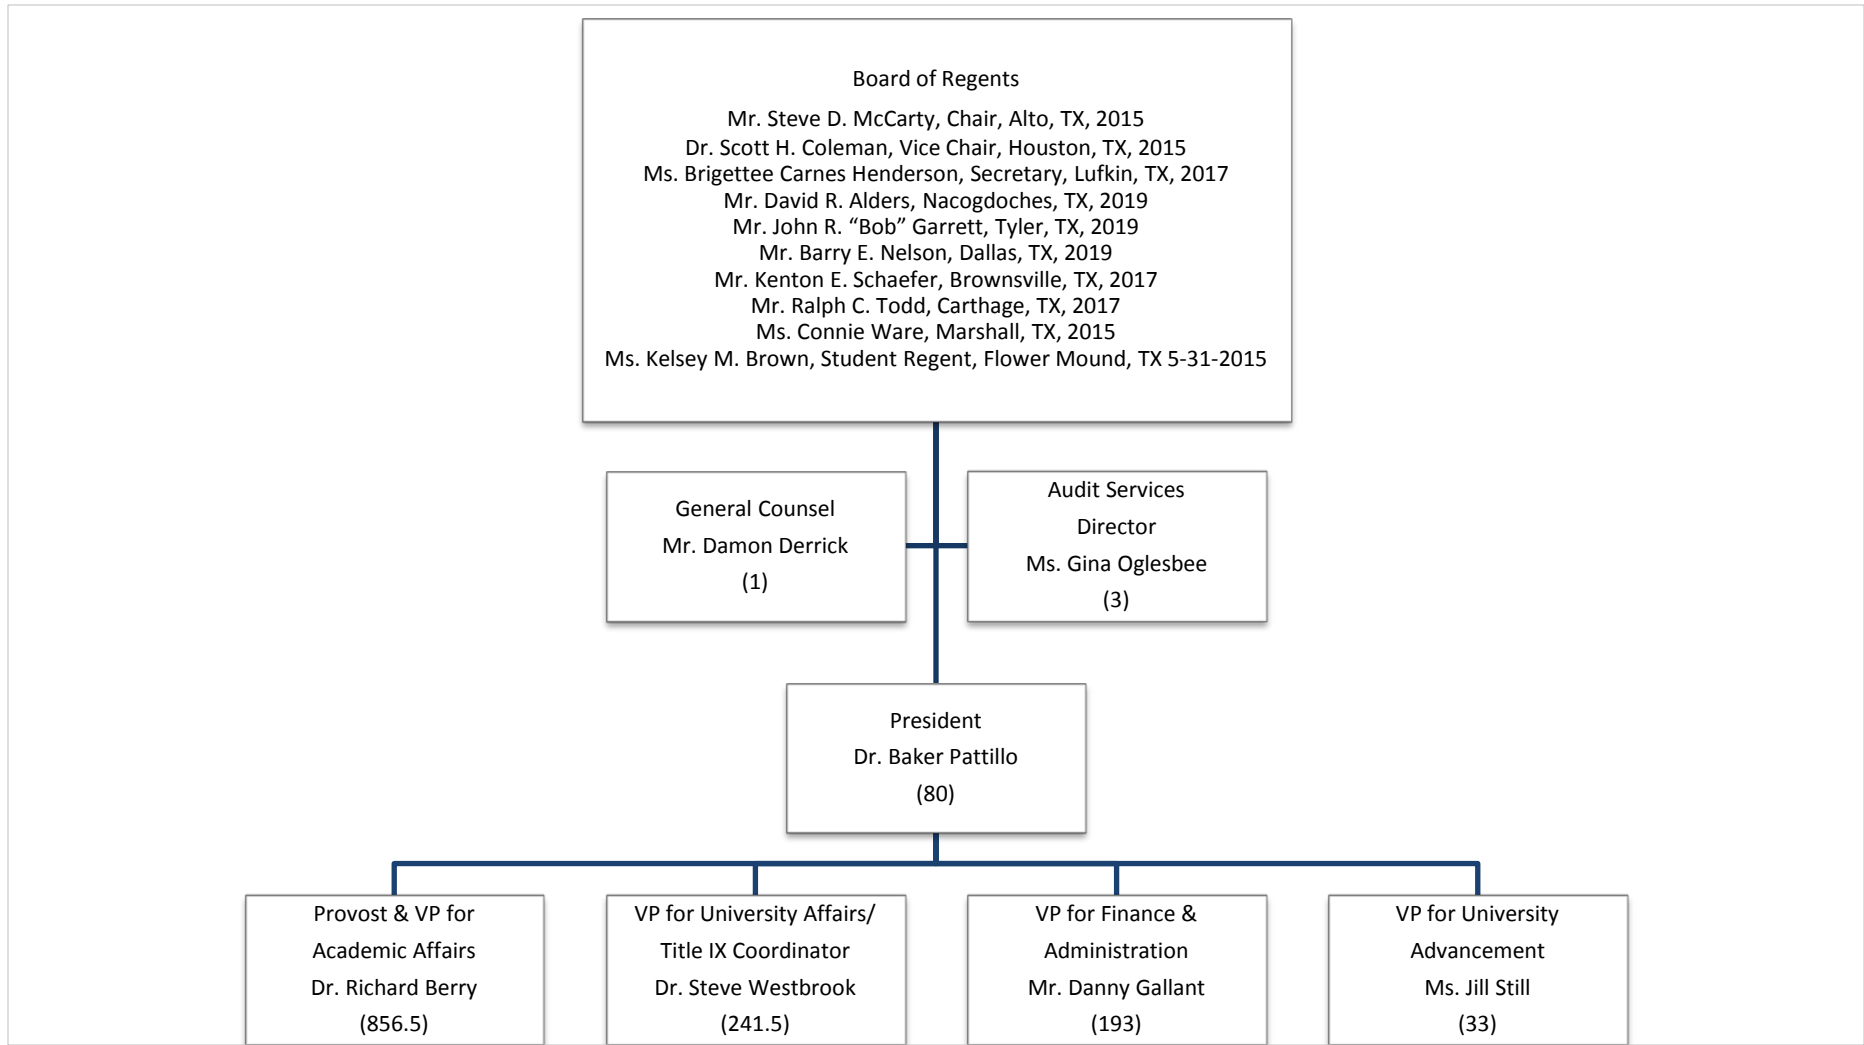 Board of Regents
Mr. Steve D. McCarty, Chair, Alto, TX, 2015
Dr. Scott H. Coleman, Vice Chair, Houston, TX, 2015
Ms. Brigettee Carnes Henderson, Secretary, Lufkin, TX, 2017
Mr. David R. Alders, Nacogdoches, TX, 2019
Mr. John R. “Bob” Garrett, Tyler, TX, 2019
Mr. Barry E. Nelson, Dallas, TX, 2019
Mr. Kenton E. Schaefer, Brownsville, TX, 2017
Mr. Ralph C. Todd, Carthage, TX, 2017
Ms. Connie Ware, Marshall, TX, 2015
Ms. Kelsey M. Brown, Student Regent, Flower Mound, TX 5-31-2015
General Counsel
Mr. Damon Derrick
(1)
Audit Services
Director
Ms. Gina Oglesbee
(3)
President
Dr. Baker Pattillo
(80)
Provost & VP for
Academic Affairs
Dr. Richard Berry
(856.5)
VP for University Affairs/
Title IX Coordinator
Dr. Steve Westbrook
(241.5)
VP for Finance &
Administration
Mr. Danny Gallant
(193)
VP for University
Advancement
Ms. Jill Still
(33)